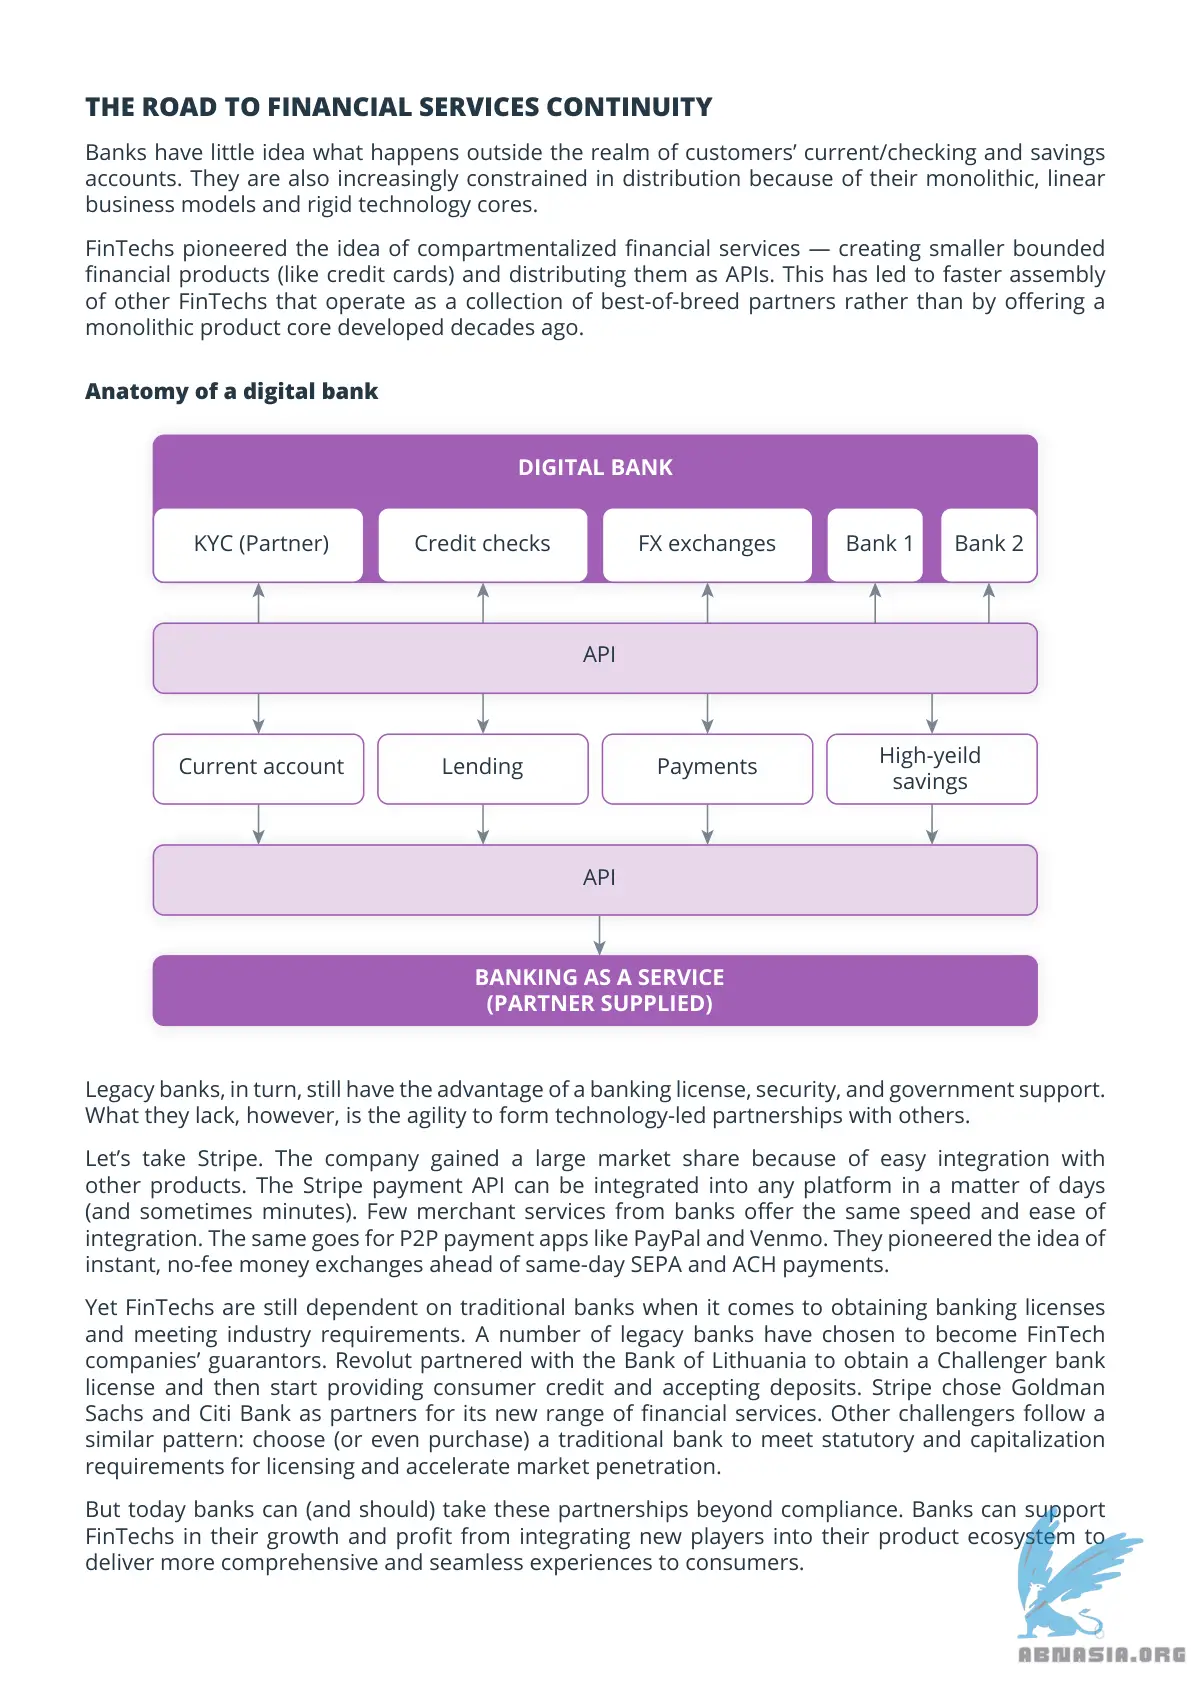 THE ROAD TO FINANCIAL SERVICES CONTINUITY
Banks have little idea what happens outside the realm of customers’ current/checking and savings
accounts. They are also increasingly constrained in distribution because of their monolithic, linear
business models and rigid technology cores.
FinTechs pioneered the idea of compartmentalized financial services — creating smaller bounded
financial products (like credit cards) and distributing them as APIs. This has led to faster assembly
of other FinTechs that operate as a collection of best-of-breed partners rather than by offering a
monolithic product core developed decades ago.
Anatomy of a digital bank
DIGITAL BANK
KYC (Partner)
Credit checks
FX exchanges
Bank 1
Bank 2
API
Current account
Lending
Payments
High-yeild
savings
API
BANKING AS A SERVICE
(PARTNER SUPPLIED)
Legacy banks, in turn, still have the advantage of a banking license, security, and government support.
What they lack, however, is the agility to form technology-led partnerships with others.
Let’s take Stripe. The company gained a large market share because of easy integration with
other products. The Stripe payment API can be integrated into any platform in a matter of days
(and sometimes minutes). Few merchant services from banks offer the same speed and ease of
integration. The same goes for P2P payment apps like PayPal and Venmo. They pioneered the idea of
instant, no-fee money exchanges ahead of same-day SEPA and ACH payments.
Yet FinTechs are still dependent on traditional banks when it comes to obtaining banking licenses
and meeting industry requirements. A number of legacy banks have chosen to become FinTech
companies’ guarantors. Revolut partnered with the Bank of Lithuania to obtain a Challenger bank
license and then start providing consumer credit and accepting deposits. Stripe chose Goldman
Sachs and Citi Bank as partners for its new range of financial services. Other challengers follow a
similar pattern: choose (or even purchase) a traditional bank to meet statutory and capitalization
requirements for licensing and accelerate market penetration.
But today banks can (and should) take these partnerships beyond compliance. Banks can support
FinTechs in their growth and profit from integrating new players into their product ecosystem to
deliver more comprehensive and seamless experiences to consumers.
ABNASIA.ORG